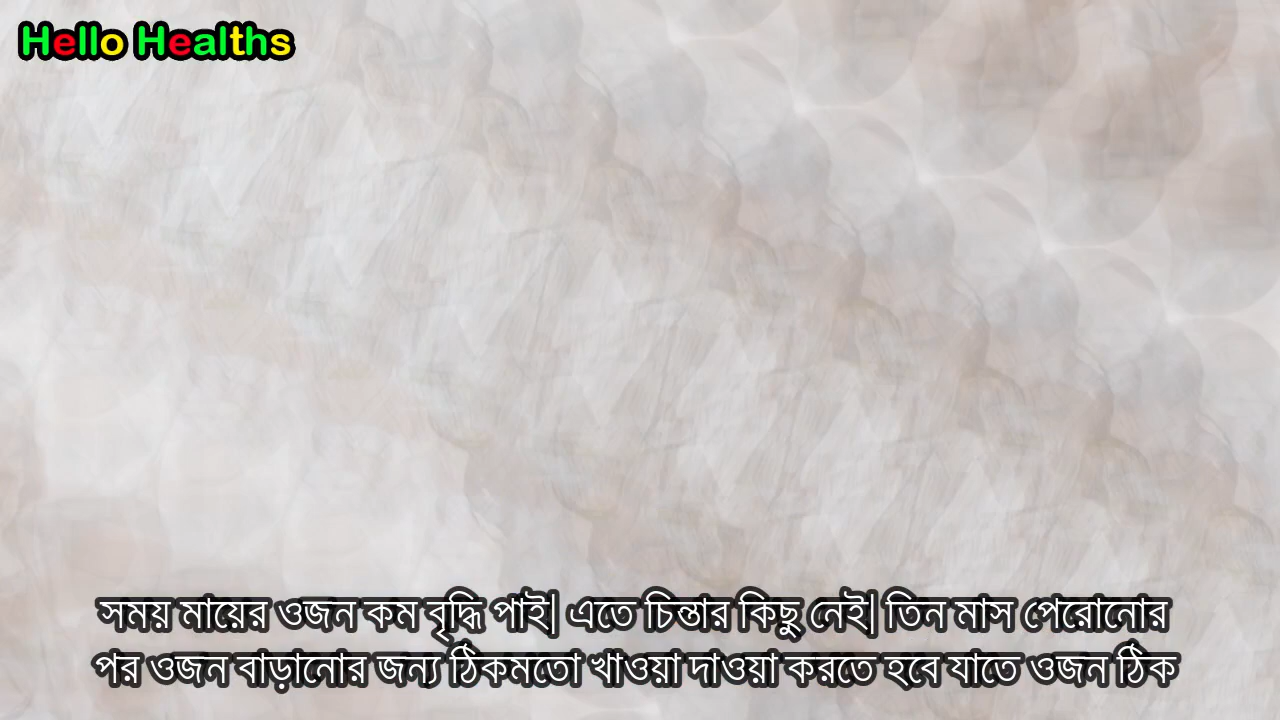 Hello Healths
সময় মায়ের ওজন কম বৃদ্ধি পাই| এতে চিন্তার কিছু নেই| তিন মাস পেরোনোর
পর ওজন বাড়ানোর জন্য ঠিকমতো খাওয়া দাওয়া করতে হবে যাতে ওজন ঠিক